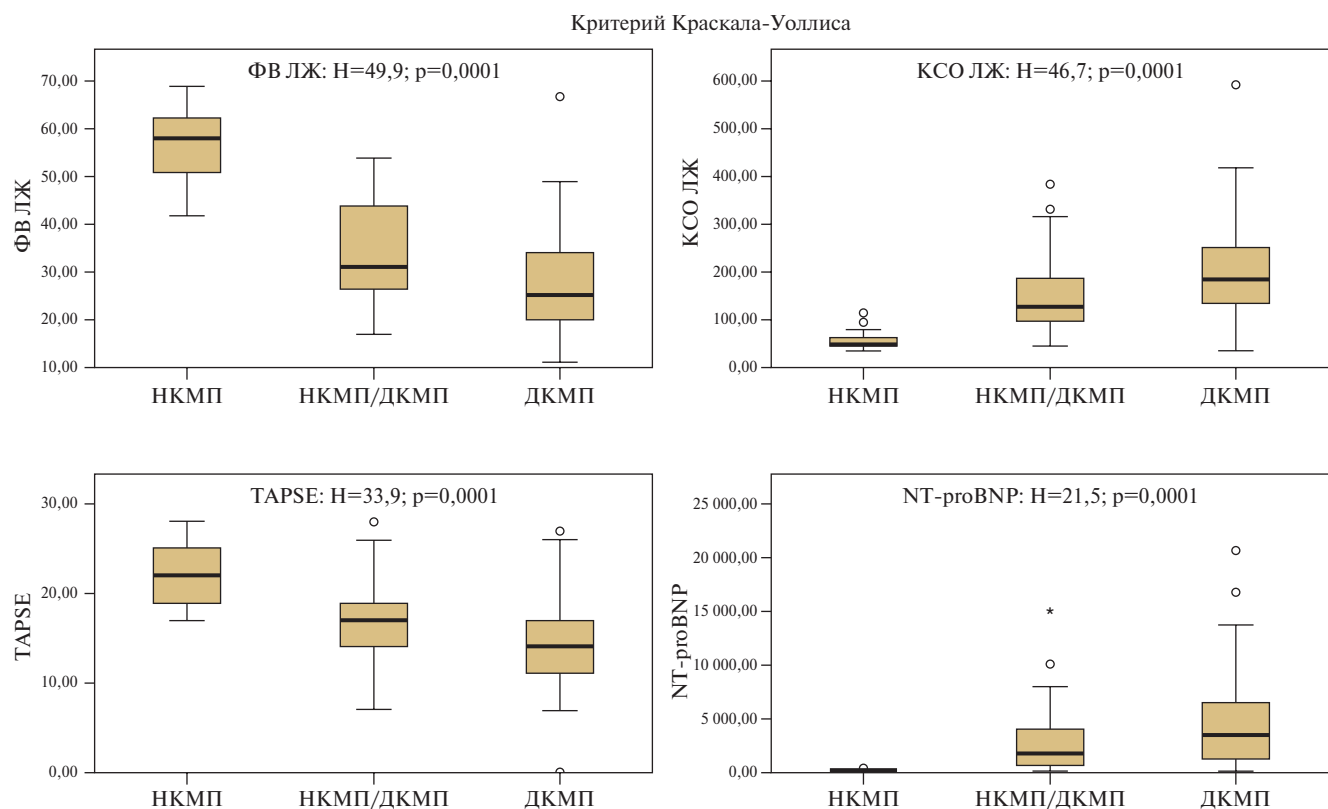 Критерий Краскала-Уоллиса
ФВ ЛЖ: H=49,9; p=0,0001
ФВ ЛЖ
70,00
60,00
50,00
40,00
30,00
20,00
10,00
НКМП НКМП/ДКМП ДКМП
КСО ЛЖ: H=46,7; p=0,0001
КСО ЛЖ
600,00
500,00
400,00
300,00
200,00
100,00
0,00
НКМП НКМП/ДКМП ДКМП
TAPSE: H=33,9; p=0,0001
TAPSE
30,00
20,00
10,00
0,00
НКМП НКМП/ДКМП ДКМП
NT-proBNP: H=21,5; p=0,0001
NT-proBNP
25 000,00
20 000,00
15 000,00
10 000,00
5 000,00
0,00
НКМП НКМП/ДКМП ДКМП